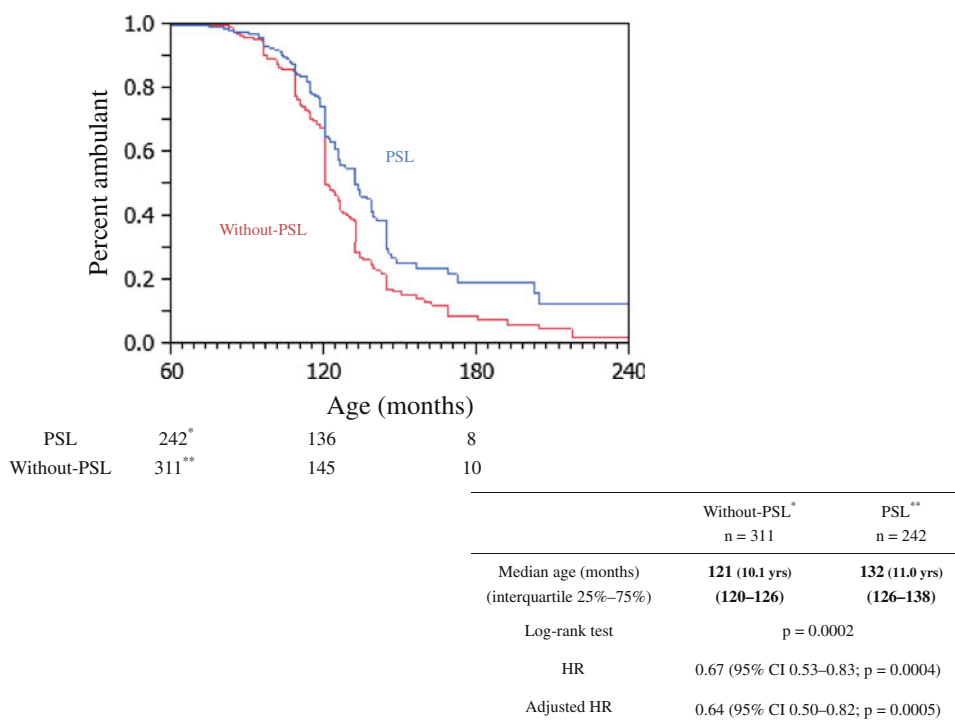 1.0
0.8
0.6
0.4
0.2
0.0
Percent ambulant
PSL
Without-PSL
60 120 180 240
Age (months)
PSL 242* 136 8
Without-PSL 311** 145 10
Without-PSL* PSL**
n = 311 n = 242
Median age (months) 121 (10.1 yrs) 132 (11.0 yrs)
(interquartile 25%–75%) (120–126) (126–138)
Log-rank test p = 0.0002
HR 0.67 (95% CI 0.53–0.83; p = 0.0004)
Adjusted HR 0.64 (95% CI 0.50–0.82; p = 0.0005)